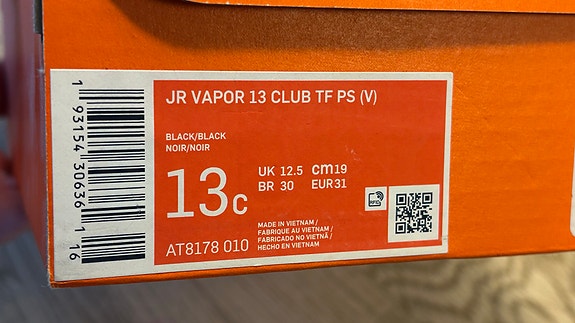 JR VAPOR 13 CLUB TF PS (V)
BLACK/BLACK
NOIR/NOIR
13C
UK 12.5 cm19
BR 30 EUR31
RFID
MADE IN VIETNAM /
FABRIQUE AU VIETNAM /
FABRICADO NO VIETNÃ /
HECHO EN VIETNAM
AT8178 010
1 93154 30636 1 16